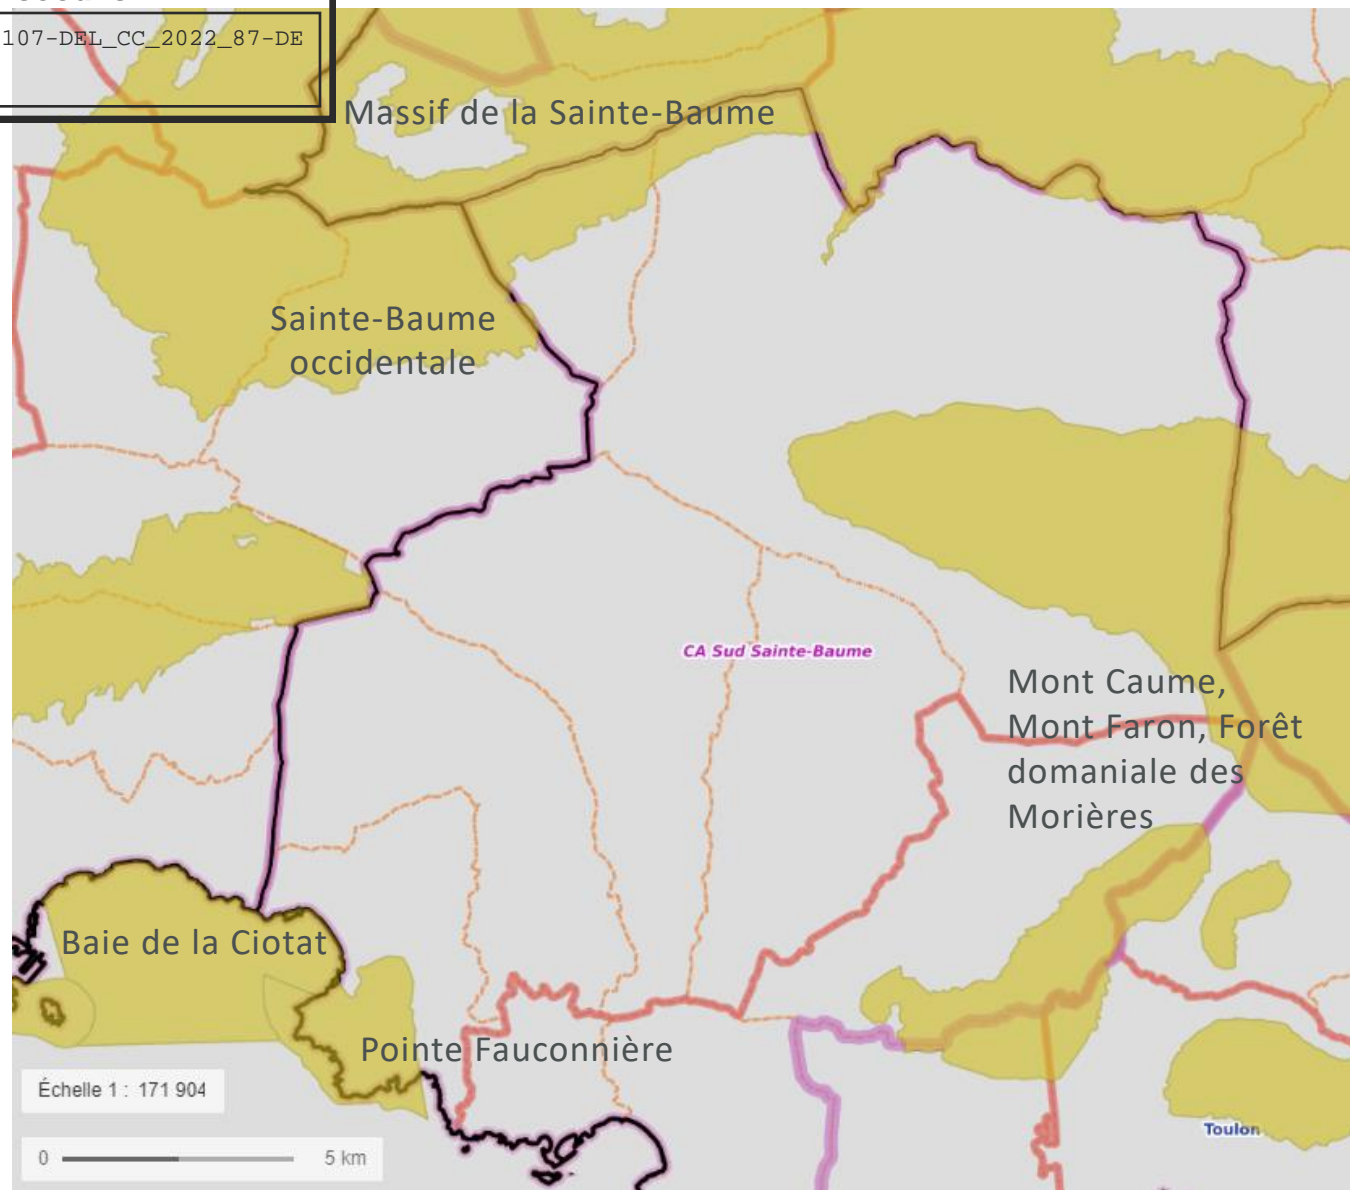 107-DEL_CC_2022_87-DE
Massif de la Sainte-Baume
Sainte-Baume
occidentale
CA Sud Sainte-Baume
Mont Caume,
Mont Faron, Forêt
domaniale des
Morières
Baie de la Ciotat
Pointe Fauconnière
Échelle 1 : 171 904
0 5 km
Toulon